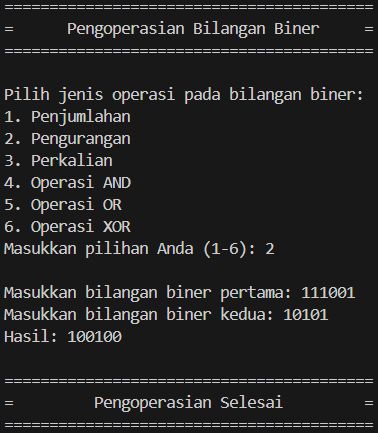 =========================================
=      Pengoperasian Bilangan Biner     =
=========================================

Pilih jenis operasi pada bilangan biner:
1. Penjumlahan
2. Pengurangan
3. Perkalian
4. Operasi AND
5. Operasi OR
6. Operasi XOR
Masukkan pilihan Anda (1-6): 2

Masukkan bilangan biner pertama: 111001
Masukkan bilangan biner kedua: 10101
Hasil: 100100

=========================================
=         Pengoperasian Selesai         =
=========================================